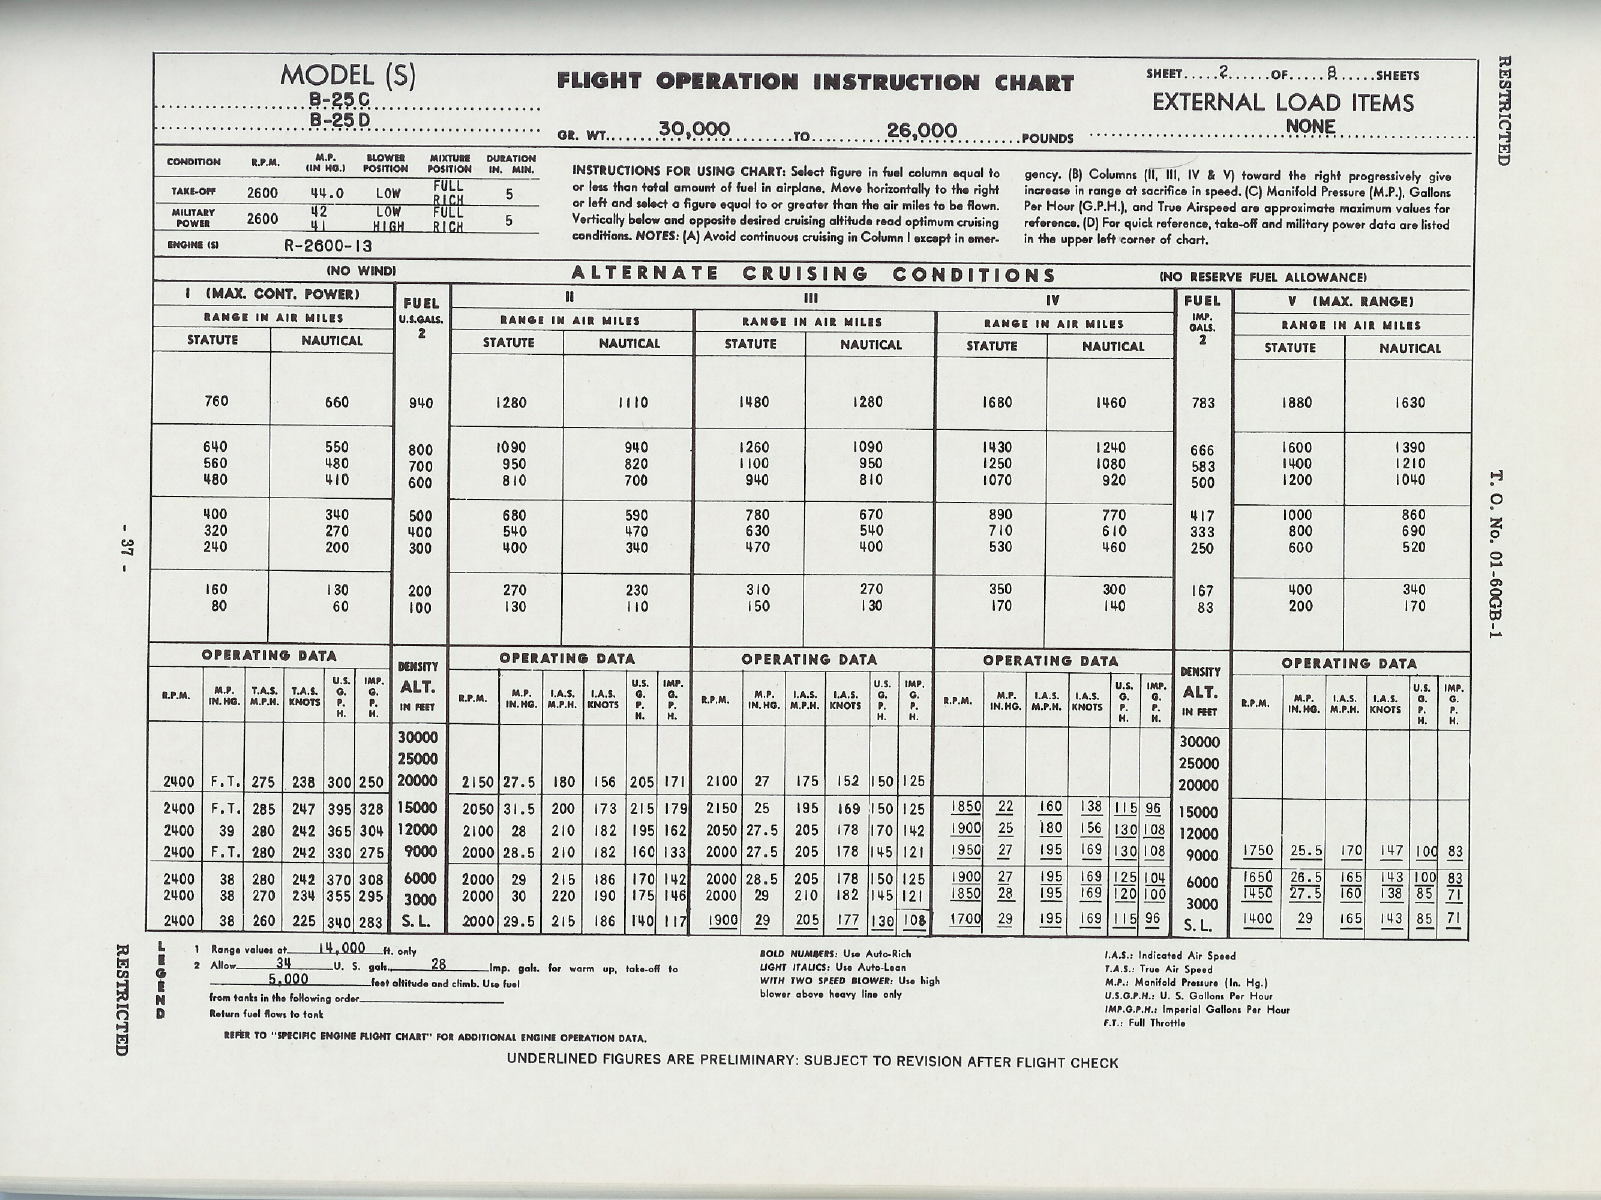 MODEL (S)
B-25C
B-25D
FLIGHT OPERATION INSTRUCTION CHART
GR. WT. 30,000 TO 26,000 POUNDS
SHEET 2 OF 8 SHEETS
EXTERNAL LOAD ITEMS
NONE
RESTRICTED
T. O. No. 01-60GB-1
CONDITION R.P.M. M.P. (IN HG.) BLOWER POSITION MIXTURE POSITION DURATION IN. MIN.
TAKE-OFF 2600 44.0 LOW FULL RICH 5
MILITARY POWER 2600 42 41 LOW HIGH FULL RICH 5
ENGINE (S) R-2600-13
INSTRUCTIONS FOR USING CHART: Select figure in fuel column equal to
or less than total amount of fuel in airplane. Move horizontally to the right
or left and select a figure equal to or greater than the air miles to be flown.
Vertically below and opposite desired cruising altitude read optimum cruising
conditions. NOTES: (A) Avoid continuous cruising in Column I except in emer-
gency. (B) Columns (II, III, IV & V) toward the right progressively give
increase in range at sacrifice in speed. (C) Manifold Pressure (M.P.), Gallons
Per Hour (G.P.H.), and True Airspeed are approximate maximum values for
reference. (D) For quick reference, take-off and military power data are listed
in the upper left corner of chart.
(NO WIND) ALTERNATE CRUISING CONDITIONS (NO RESERVE FUEL ALLOWANCE)
I (MAX. CONT. POWER) FUEL U.S.GALS. 2 II III IV FUEL IMP. GALS. 2 V (MAX. RANGE)
RANGE IN AIR MILES RANGE IN AIR MILES RANGE IN AIR MILES RANGE IN AIR MILES RANGE IN AIR MILES
STATUTE NAUTICAL STATUTE NAUTICAL STATUTE NAUTICAL STATUTE NAUTICAL STATUTE NAUTICAL
760 660 940 1280 1110 1480 1280 1680 1460 783 1880 1630
640 550 800 1090 940 1260 1090 1430 1240 666 1600 1390
560 480 700 950 820 1100 950 1250 1080 583 1400 1210
480 410 600 810 700 940 810 1070 920 500 1200 1040
400 340 500 680 590 780 670 890 770 417 1000 860
320 270 400 540 470 630 540 710 610 333 800 690
240 200 300 400 340 470 400 530 460 250 600 520
160 130 200 270 230 310 270 350 300 167 400 340
80 60 100 130 110 150 130 170 140 83 200 170
OPERATING DATA DENSITY ALT. IN FEET OPERATING DATA OPERATING DATA OPERATING DATA DENSITY ALT. IN FEET OPERATING DATA
R.P.M. M.P. IN. HG. T.A.S. M.P.H. T.A.S. KNOTS U.S. G. P. H. IMP. G. P. H. R.P.M. M.P. IN. HG. I.A.S. M.P.H. I.A.S. KNOTS U.S. G. P. H. IMP. G. P. H. R.P.M. M.P. IN. HG. I.A.S. M.P.H. I.A.S. KNOTS U.S. G. P. H. IMP. G. P. H. R.P.M. M.P. IN. HG. I.A.S. M.P.H. I.A.S. KNOTS U.S. G. P. H. IMP. G. P. H. R.P.M. M.P. IN. HG. I.A.S. M.P.H. I.A.S. KNOTS U.S. G. P. H. IMP. G. P. H.
30000 30000
25000 25000
2400 F.T. 275 238 300 250 20000 2150 27.5 180 156 205 171 2100 27 175 152 150 125 20000
2400 F.T. 285 247 395 328 15000 2050 31.5 200 173 215 179 2150 25 195 169 150 125 1850 22 160 138 115 96 15000
2400 39 280 242 365 304 12000 2100 28 210 182 195 162 2050 27.5 205 178 170 142 1900 25 180 156 130 108 12000
2400 F.T. 280 242 330 275 9000 2000 28.5 210 182 160 133 2000 27.5 205 178 145 121 1950 27 195 169 130 108 9000 1750 25.5 170 147 100 83
2400 38 280 242 370 308 6000 2000 29 215 186 170 142 2000 28.5 205 178 150 125 1900 27 195 169 125 104 6000 1650 26.5 165 143 100 83
2400 38 270 234 355 295 3000 2000 30 220 190 175 146 2000 29 210 182 145 121 1850 28 195 169 120 100 3000 1450 27.5 160 138 85 71
2400 38 260 225 340 283 S. L. 2000 29.5 215 186 140 117 1900 29 205 177 130 108 1700 29 195 169 115 96 S. L. 1400 29 165 143 85 71
LEGEND
1 Range values at 14,000 ft. only
2 Allow 34 U. S. gals., 28 Imp. gals. for warm up, take-off to
5,000 feet altitude and climb. Use fuel
from tanks in the following order
Return fuel flows to tank
BOLD NUMBERS: Use Auto-Rich
LIGHT ITALICS: Use Auto-Lean
WITH TWO SPEED BLOWER: Use high
blower above heavy line only
I.A.S.: Indicated Air Speed
T.A.S.: True Air Speed
M.P.: Manifold Pressure (In. Hg.)
U.S.G.P.H.: U. S. Gallons Per Hour
IMP.G.P.H.: Imperial Gallons Per Hour
F.T.: Full Throttle
REFER TO "SPECIFIC ENGINE FLIGHT CHART" FOR ADDITIONAL ENGINE OPERATION DATA.
UNDERLINED FIGURES ARE PRELIMINARY: SUBJECT TO REVISION AFTER FLIGHT CHECK
- 37 -
RESTRICTED